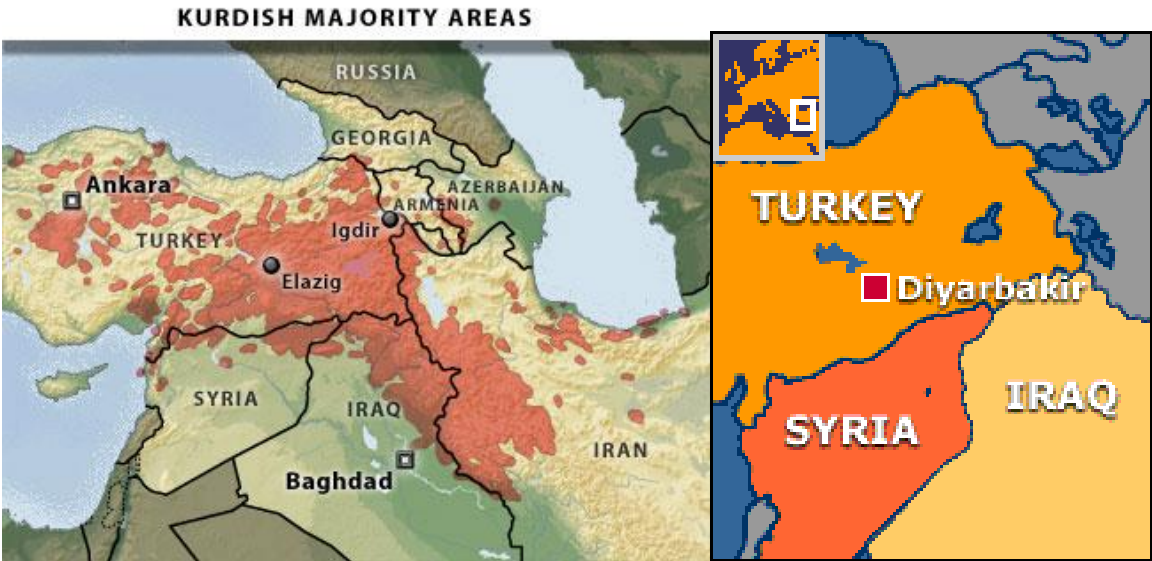 KURDISH MAJORITY AREAS
RUSSIA
GEORGIA
Ankara
AZERBAIJAN
ARMENIA
Igdir
TURKEY
Elazig
SYRIA
IRAQ
IRAN
Baghdad
TURKEY
Diyarbakir
IRAQ
SYRIA